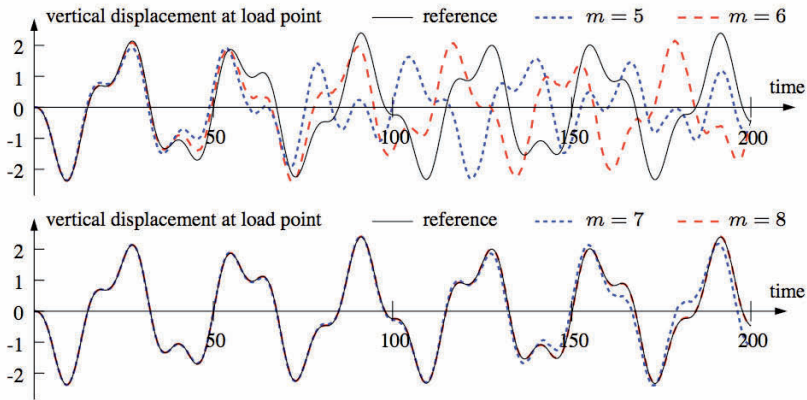 vertical displacement at load point reference m = 5 m = 6
2
1
0
-1
-2
50 100 150 200
time
vertical displacement at load point reference m = 7 m = 8
2
1
0
-1
-2
50 100 150 200
time